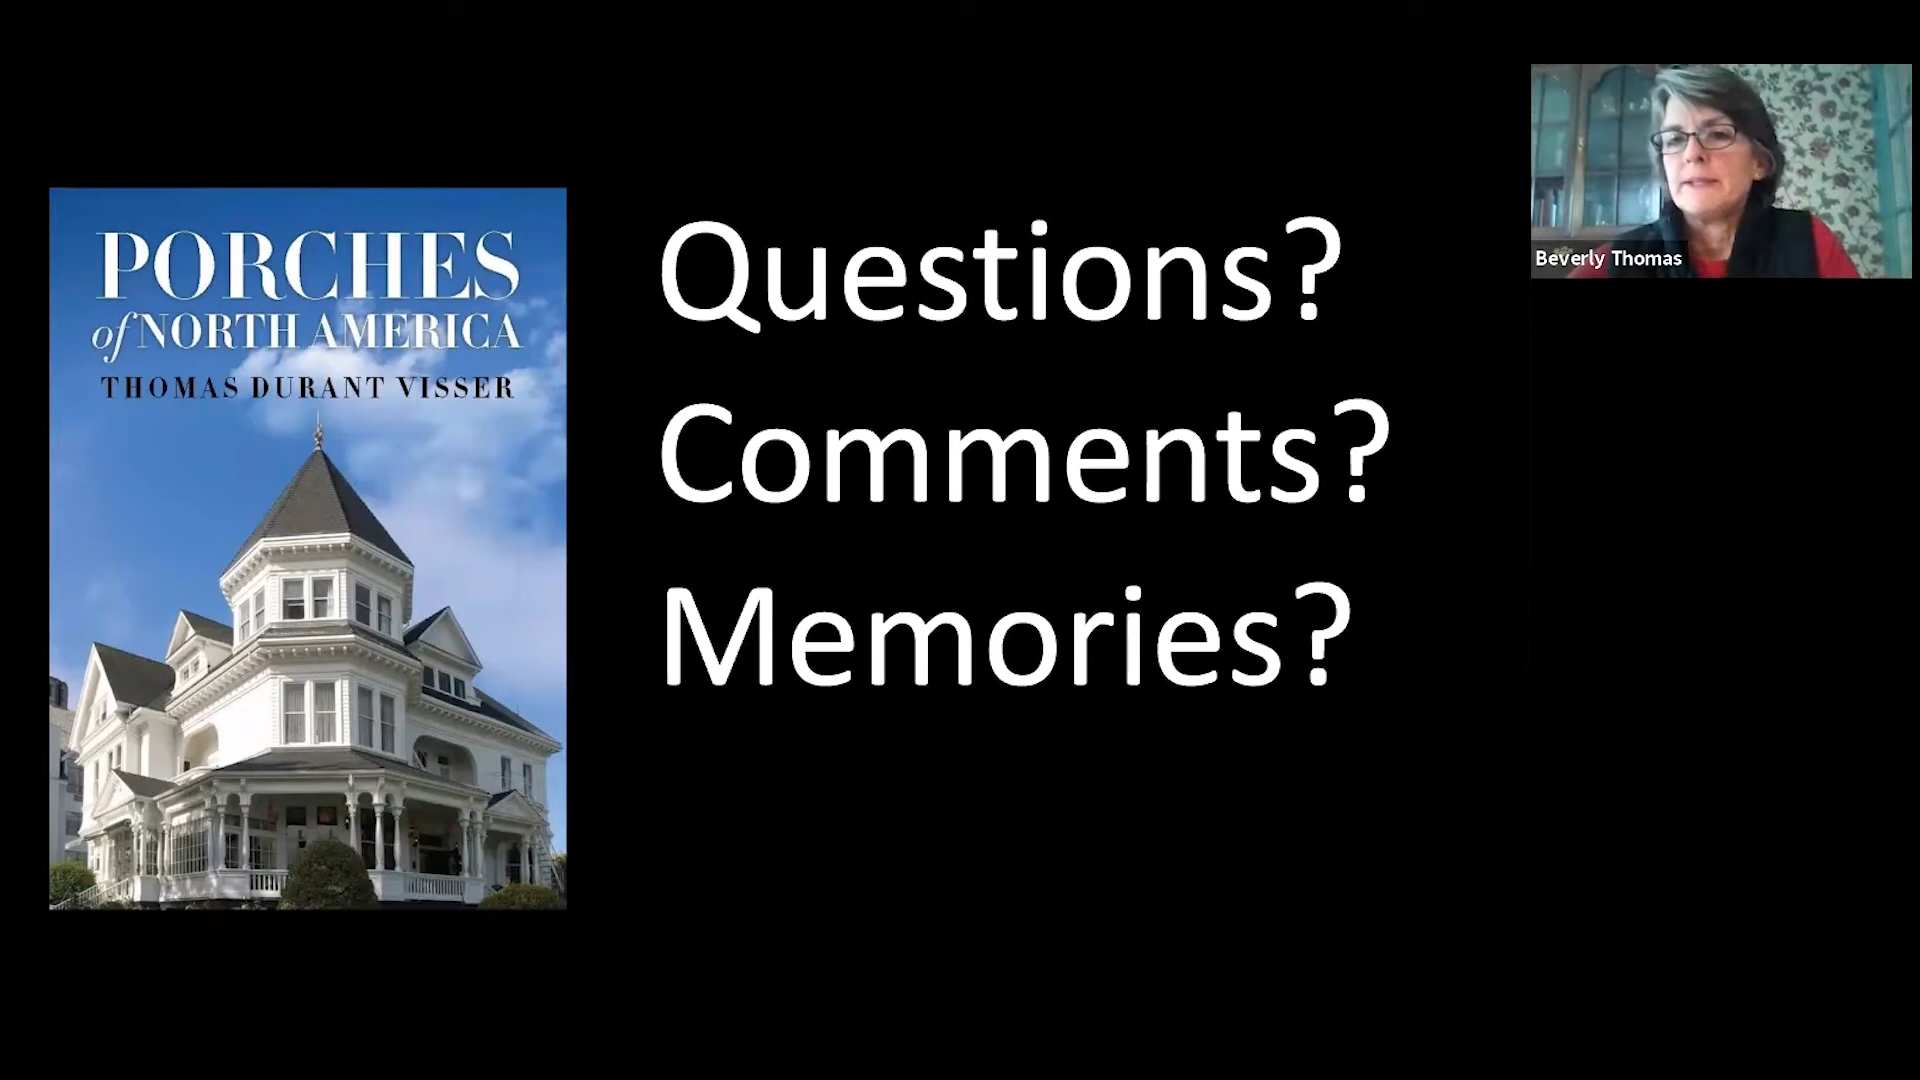 PORCHES
of NORTH AMERICA
THOMAS DURANT VISSER
Questions?
Comments?
Memories?
Beverly Thomas